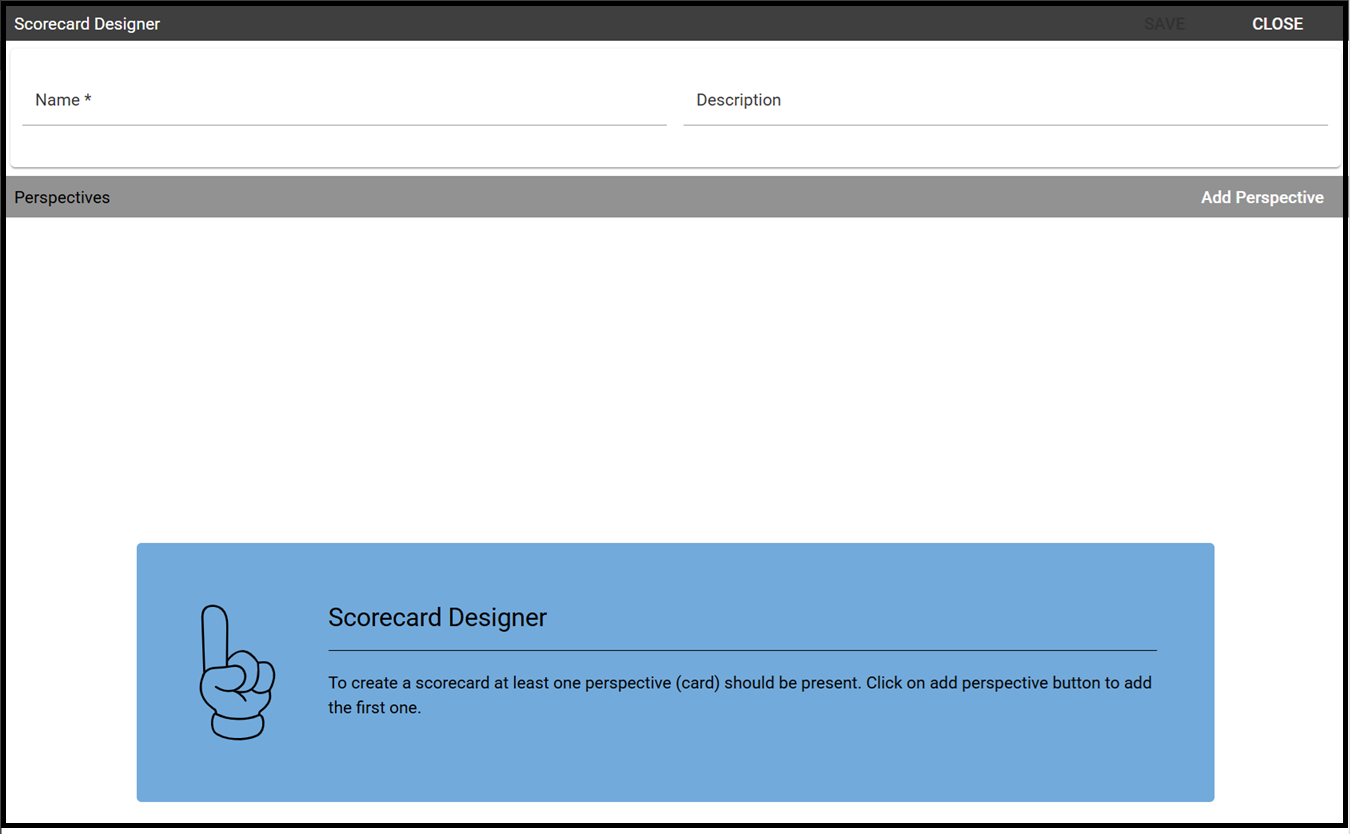 Scorecard Designer SAVE CLOSE
Name * Description
Perspectives Add Perspective
Scorecard Designer
To create a scorecard at least one perspective (card) should be present. Click on add perspective button to add
the first one.